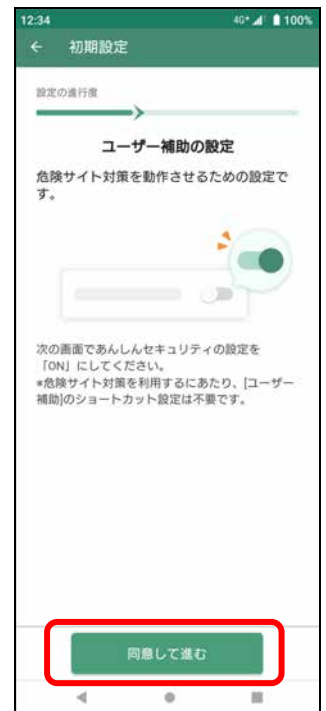 12:34 4G+ 100%
← 初期設定
設定の進行度
ユーザー補助の設定
危険サイト対策を動作させるための設定で
す。
次の画面であんしんセキュリティの設定を
「ON」にしてください。
※危険サイト対策を利用するにあたり、[ユーザー
補助]のショートカット設定は不要です。
同意して進む